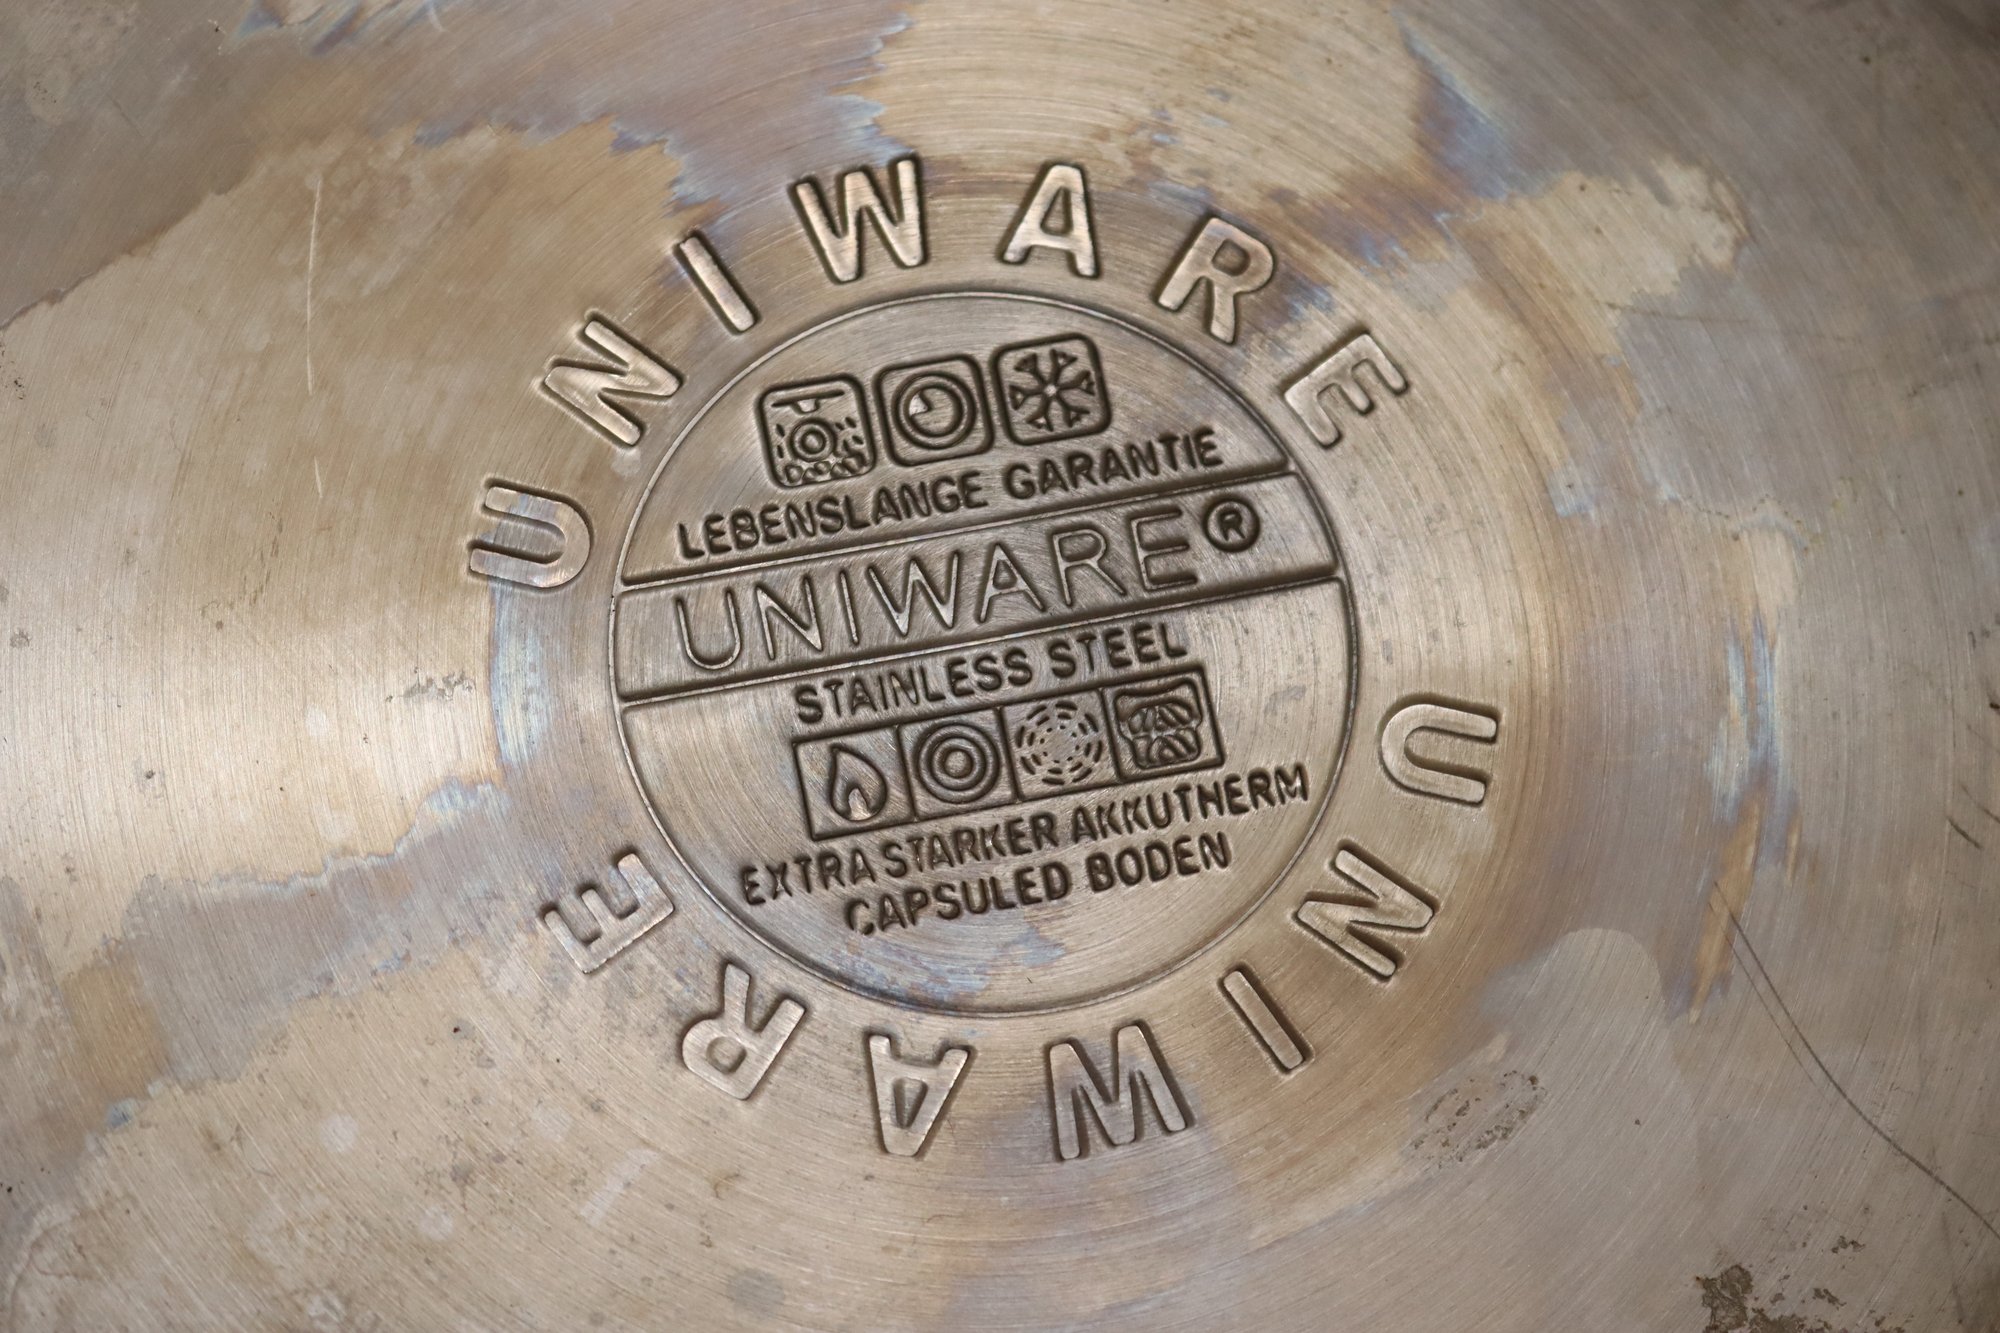 UNIWARE
LEBENSLANGE GARANTIE
UNIWARE®
STAINLESS STEEL
EXTRA STARKER AKKUTHERM
CAPSULED BODEN
UNIWARE